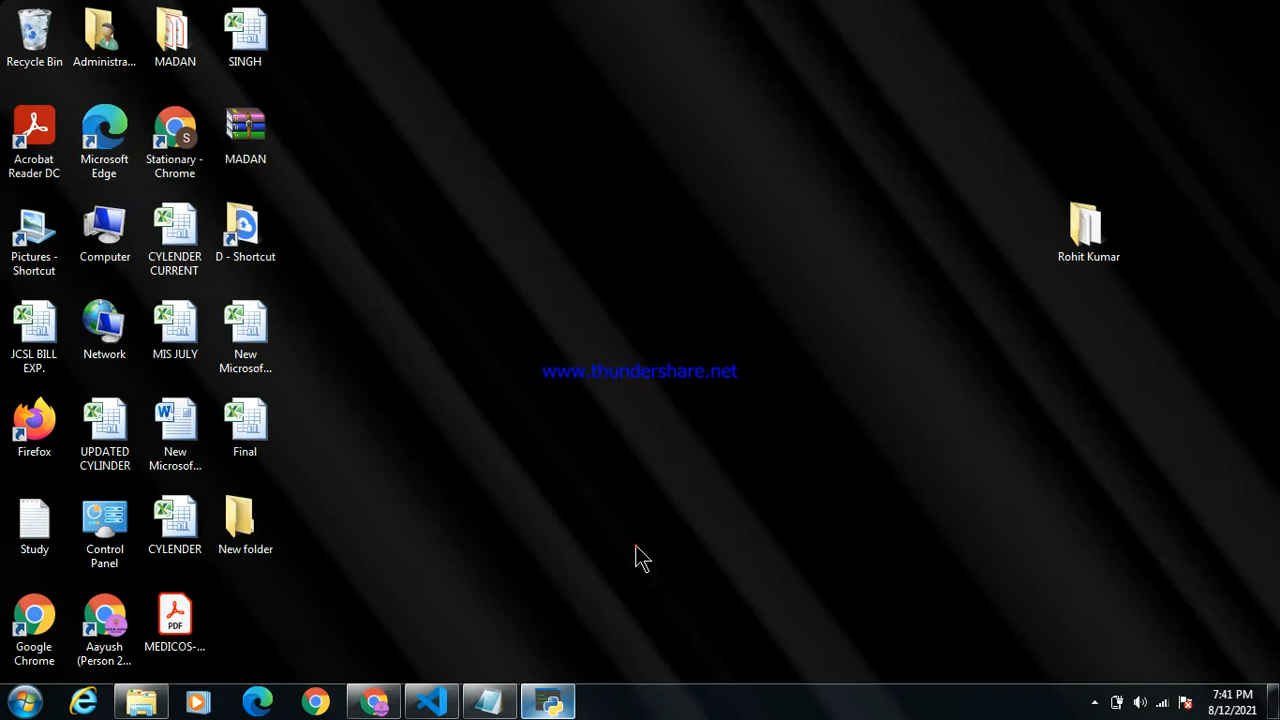 Recycle Bin
Administra...
MADAN
SINGH
Acrobat
Reader DC
Microsoft
Edge
S
Stationary -
Chrome
MADAN
Pictures -
Shortcut
Computer
CYLENDER
CURRENT
D - Shortcut
Rohit Kumar
JCSL BILL
EXP.
Network
MIS JULY
New
Microsof...
www.thundershare.net
Firefox
UPDATED
CYLINDER
New
Microsof...
Final
Study
Control
Panel
CYLENDER
New folder
Google
Chrome
Aayush
(Person 2...
PDF
MEDICOS-...
7:41 PM
8/12/2021